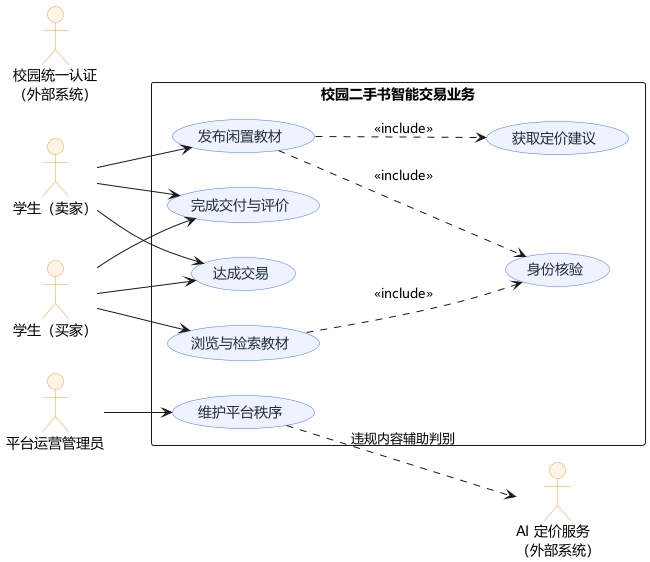 校园统一认证
（外部系统）
校园二手书智能交易业务
发布闲置教材
«include»
获取定价建议
«include»
学生（卖家）
完成交付与评价
达成交易
身份核验
«include»
学生（买家）
浏览与检索教材
维护平台秩序
平台运营管理员
违规内容辅助判别
AI 定价服务
（外部系统）